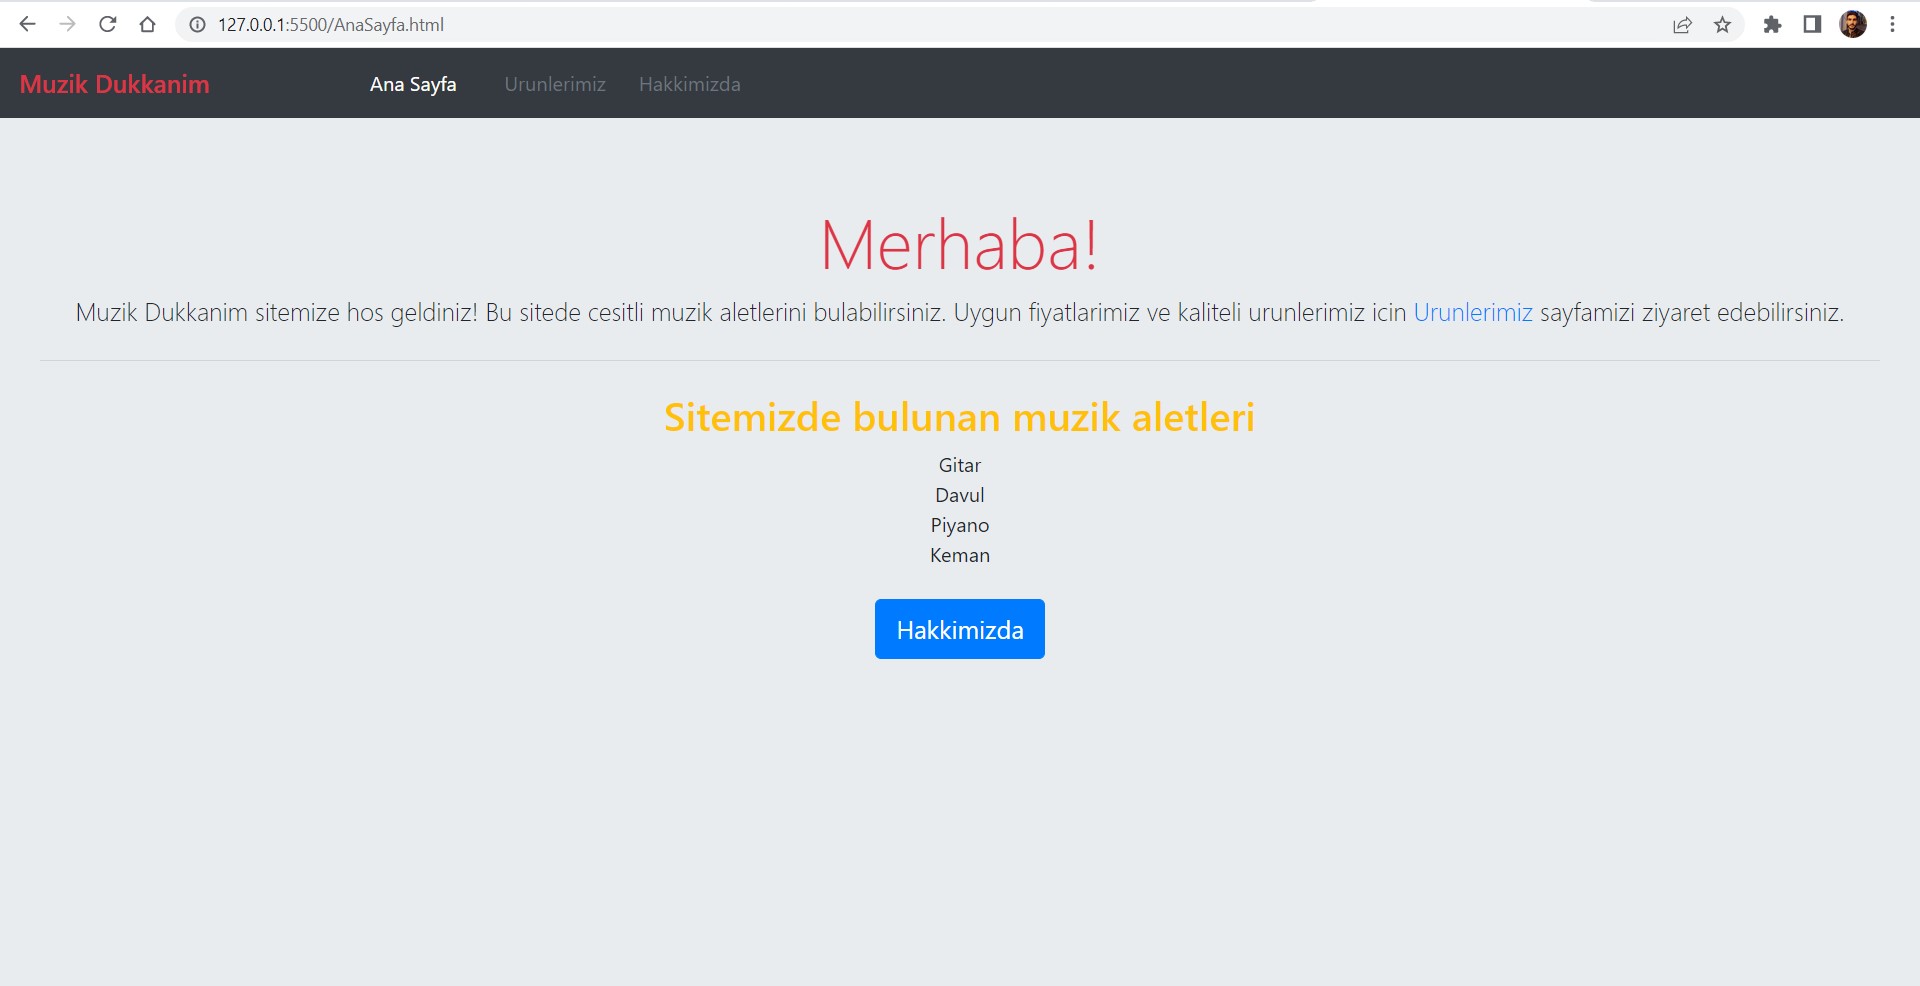 127.0.0.1:5500/AnaSayfa.html
Muzik Dukkanim Ana Sayfa Urunlerimiz Hakkimizda
Merhaba!
Muzik Dukkanim sitemize hos geldiniz! Bu sitede cesitli muzik aletlerini bulabilirsiniz. Uygun fiyatlarimiz ve kaliteli urunlerimiz icin Urunlerimiz sayfamizi ziyaret edebilirsiniz.
Sitemizde bulunan muzik aletleri
Gitar
Davul
Piyano
Keman
Hakkimizda